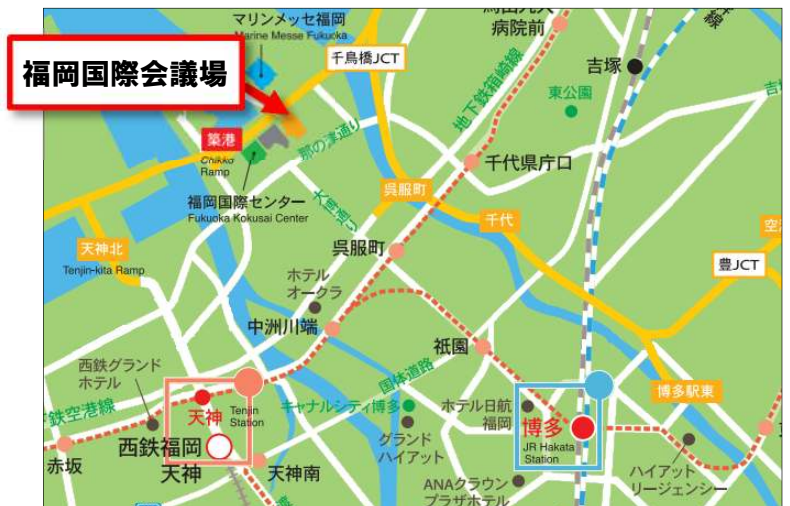 マリンメッセ福岡
Marine Messe Fukuoka
福岡国際会議場
病院前
千鳥橋JCT
吉塚
地下鉄箱崎線
東公園
築港
Chikko
Ramp
那の津通り
千代県庁口
福岡国際センター
Fukuoka Kokusai Center
大博通り
呉服町
千代
天神北
Tenjin-kita Ramp
呉服町
豊JCT
ホテル
オークラ
中洲川端
祇園
西鉄グランド
ホテル
国体道路
博多駅東
鉄空港線
天神
Tenjin
Station
キャナルシティ博多
ホテル日航
福岡
博多
JR Hakata
Station
西鉄福岡
天神
グランド
ハイアット
赤坂
天神南
ハイアット
リージェンシー
ANAクラウン
プラザホテル